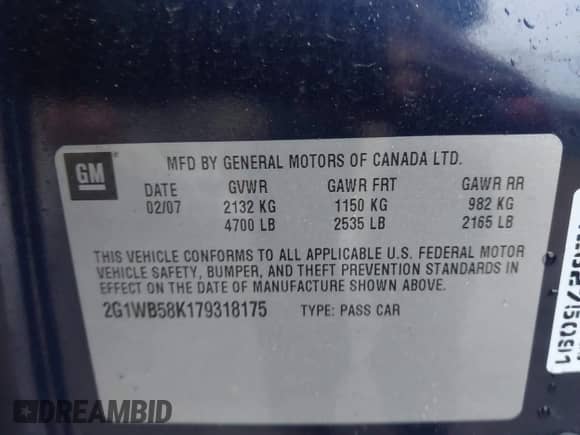 GM
MFD BY GENERAL MOTORS OF CANADA LTD.
DATE GVWR GAWR FRT GAWR RR
02/07 2132 KG 1150 KG 982 KG
4700 LB 2535 LB 2165 LB
THIS VEHICLE CONFORMS TO ALL APPLICABLE U.S. FEDERAL MOTOR
VEHICLE SAFETY, BUMPER, AND THEFT PREVENTION STANDARDS IN
EFFECT ON THE DATE OF MANUFACTURE SHOWN ABOVE.
2G1WB58K179318175 TYPE: PASS CAR
DREAMBID